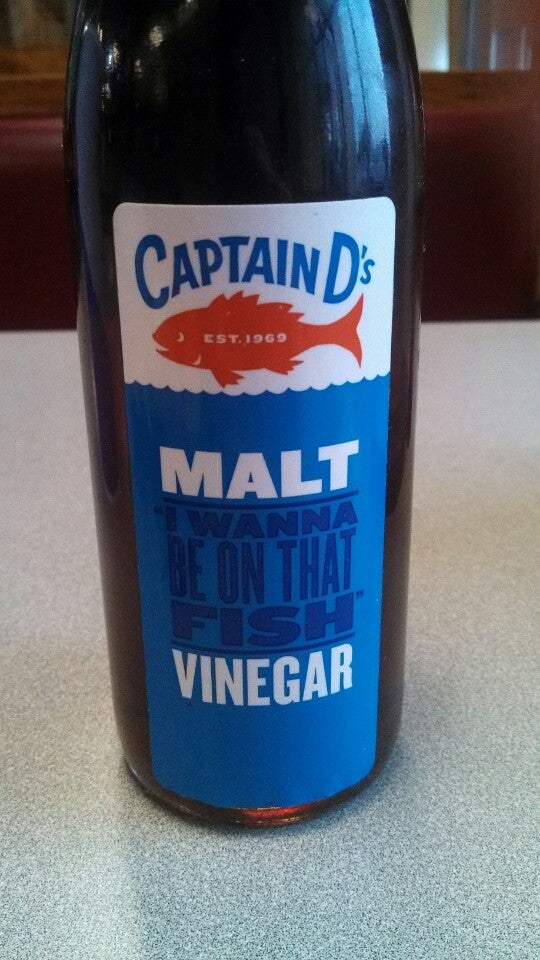 CAPTAIN D's
EST. 1969
MALT
"I WANNA
BE ON THAT
FISH"
VINEGAR